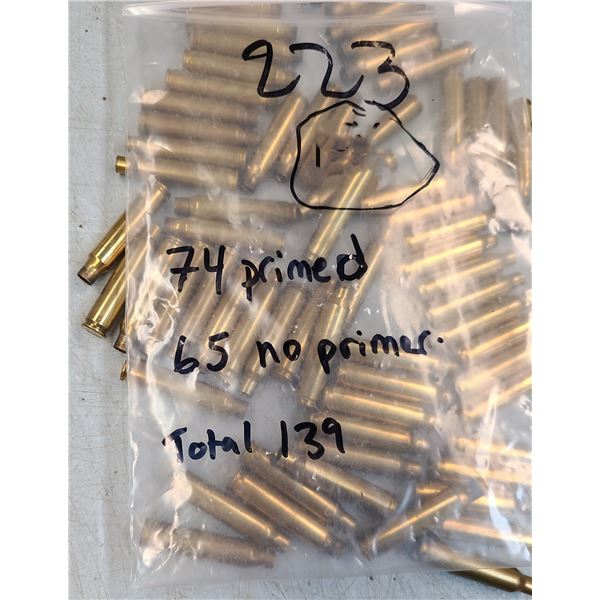 223
74 primed
65 no primer.
Total 139